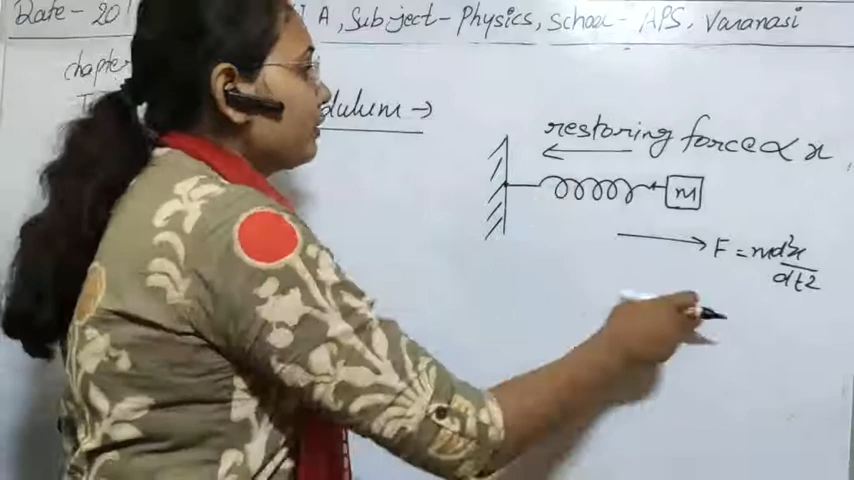 Date - 20
A, Subject - Physics, School - APS, Varanasi
chapter
dulum →
restoring force ∝ x
m
F = md²x
dt2